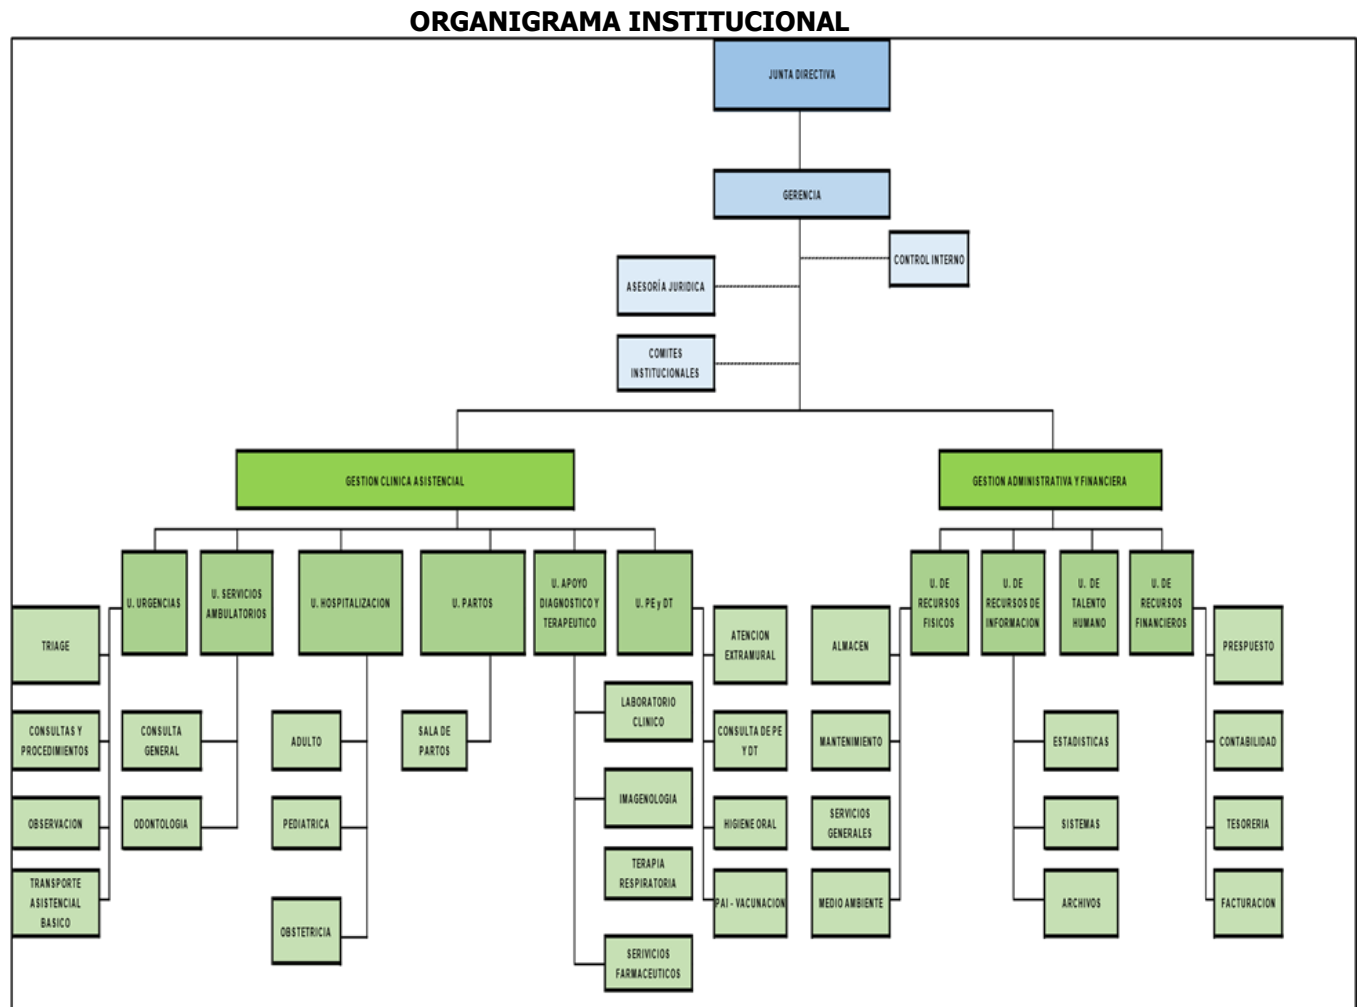 ORGANIGRAMA INSTITUCIONAL
JUNTA DIRECTIVA
GERENCIA
CONTROL INTERNO
ASESORÍA JURIDICA
COMITES
INSTITUCIONALES
GESTION CLINICA ASISTENCIAL
GESTION ADMINISTRATIVA Y FINANCIERA
U. URGENCIAS
U. SERVICIOS
AMBULATORIOS
U. HOSPITALIZACION
U. PARTOS
U. APOYO
DIAGNOSTICO Y
TERAPEUTICO
U. PE y DT
U. DE
RECURSOS
FISICOS
U. DE
RECURSOS DE
INFORMACION
U. DE
TALENTO
HUMANO
U. DE
RECURSOS
FINANCIEROS
TRIAGE
CONSULTAS Y
PROCEDIMIENTOS
OBSERVACION
TRANSPORTE
ASISTENCIAL
BASICO
CONSULTA
GENERAL
ODONTOLOGIA
ADULTO
PEDIATRICA
OBSTETRICIA
SALA DE
PARTOS
LABORATORIO
CLINICO
IMAGENOLOGIA
TERAPIA
RESPIRATORIA
SERIVICIOS
FARMACEUTICOS
ATENCION
EXTRAMURAL
CONSULTA DE PE
Y DT
HIGIENE ORAL
PAI - VACUNACION
ALMACEN
MANTENIMIENTO
SERVICIOS
GENERALES
MEDIO AMBIENTE
ESTADISTICAS
SISTEMAS
ARCHIVOS
PRESPUESTO
CONTABILIDAD
TESORERIA
FACTURACION